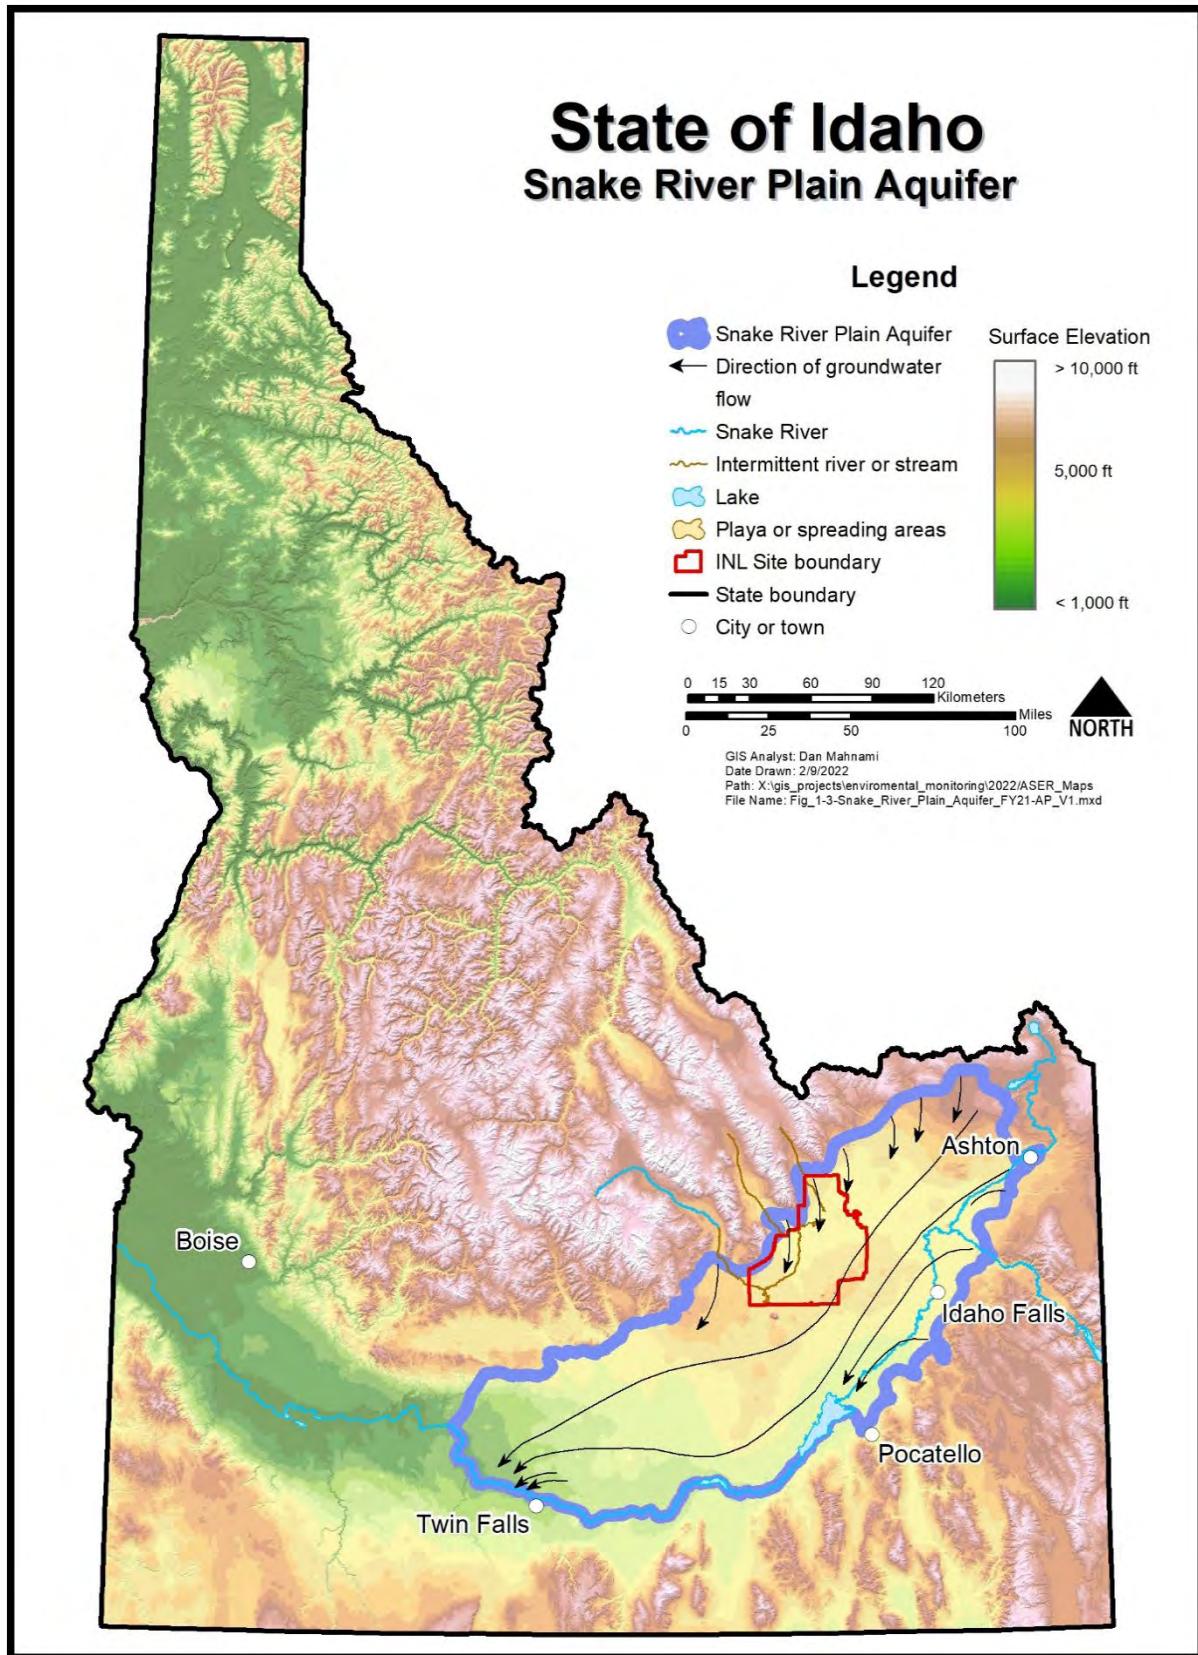 State of Idaho
Snake River Plain Aquifer
Legend
Snake River Plain Aquifer
Direction of groundwater
flow
Snake River
Intermittent river or stream
Lake
Playa or spreading areas
INL Site boundary
State boundary
City or town
Surface Elevation
> 10,000 ft
5,000 ft
< 1,000 ft
0 15 30 60 90 120
Kilometers
Miles
0 25 50 100
NORTH
GIS Analyst: Dan Mahnami
Date Drawn: 2/9/2022
Path: X:\gis_projects\enviromental_monitoring\2022/ASER_Maps
File Name: Fig_1-3-Snake_River_Plain_Aquifer_FY21-AP_V1.mxd
Ashton
Boise
Idaho Falls
Pocatello
Twin Falls